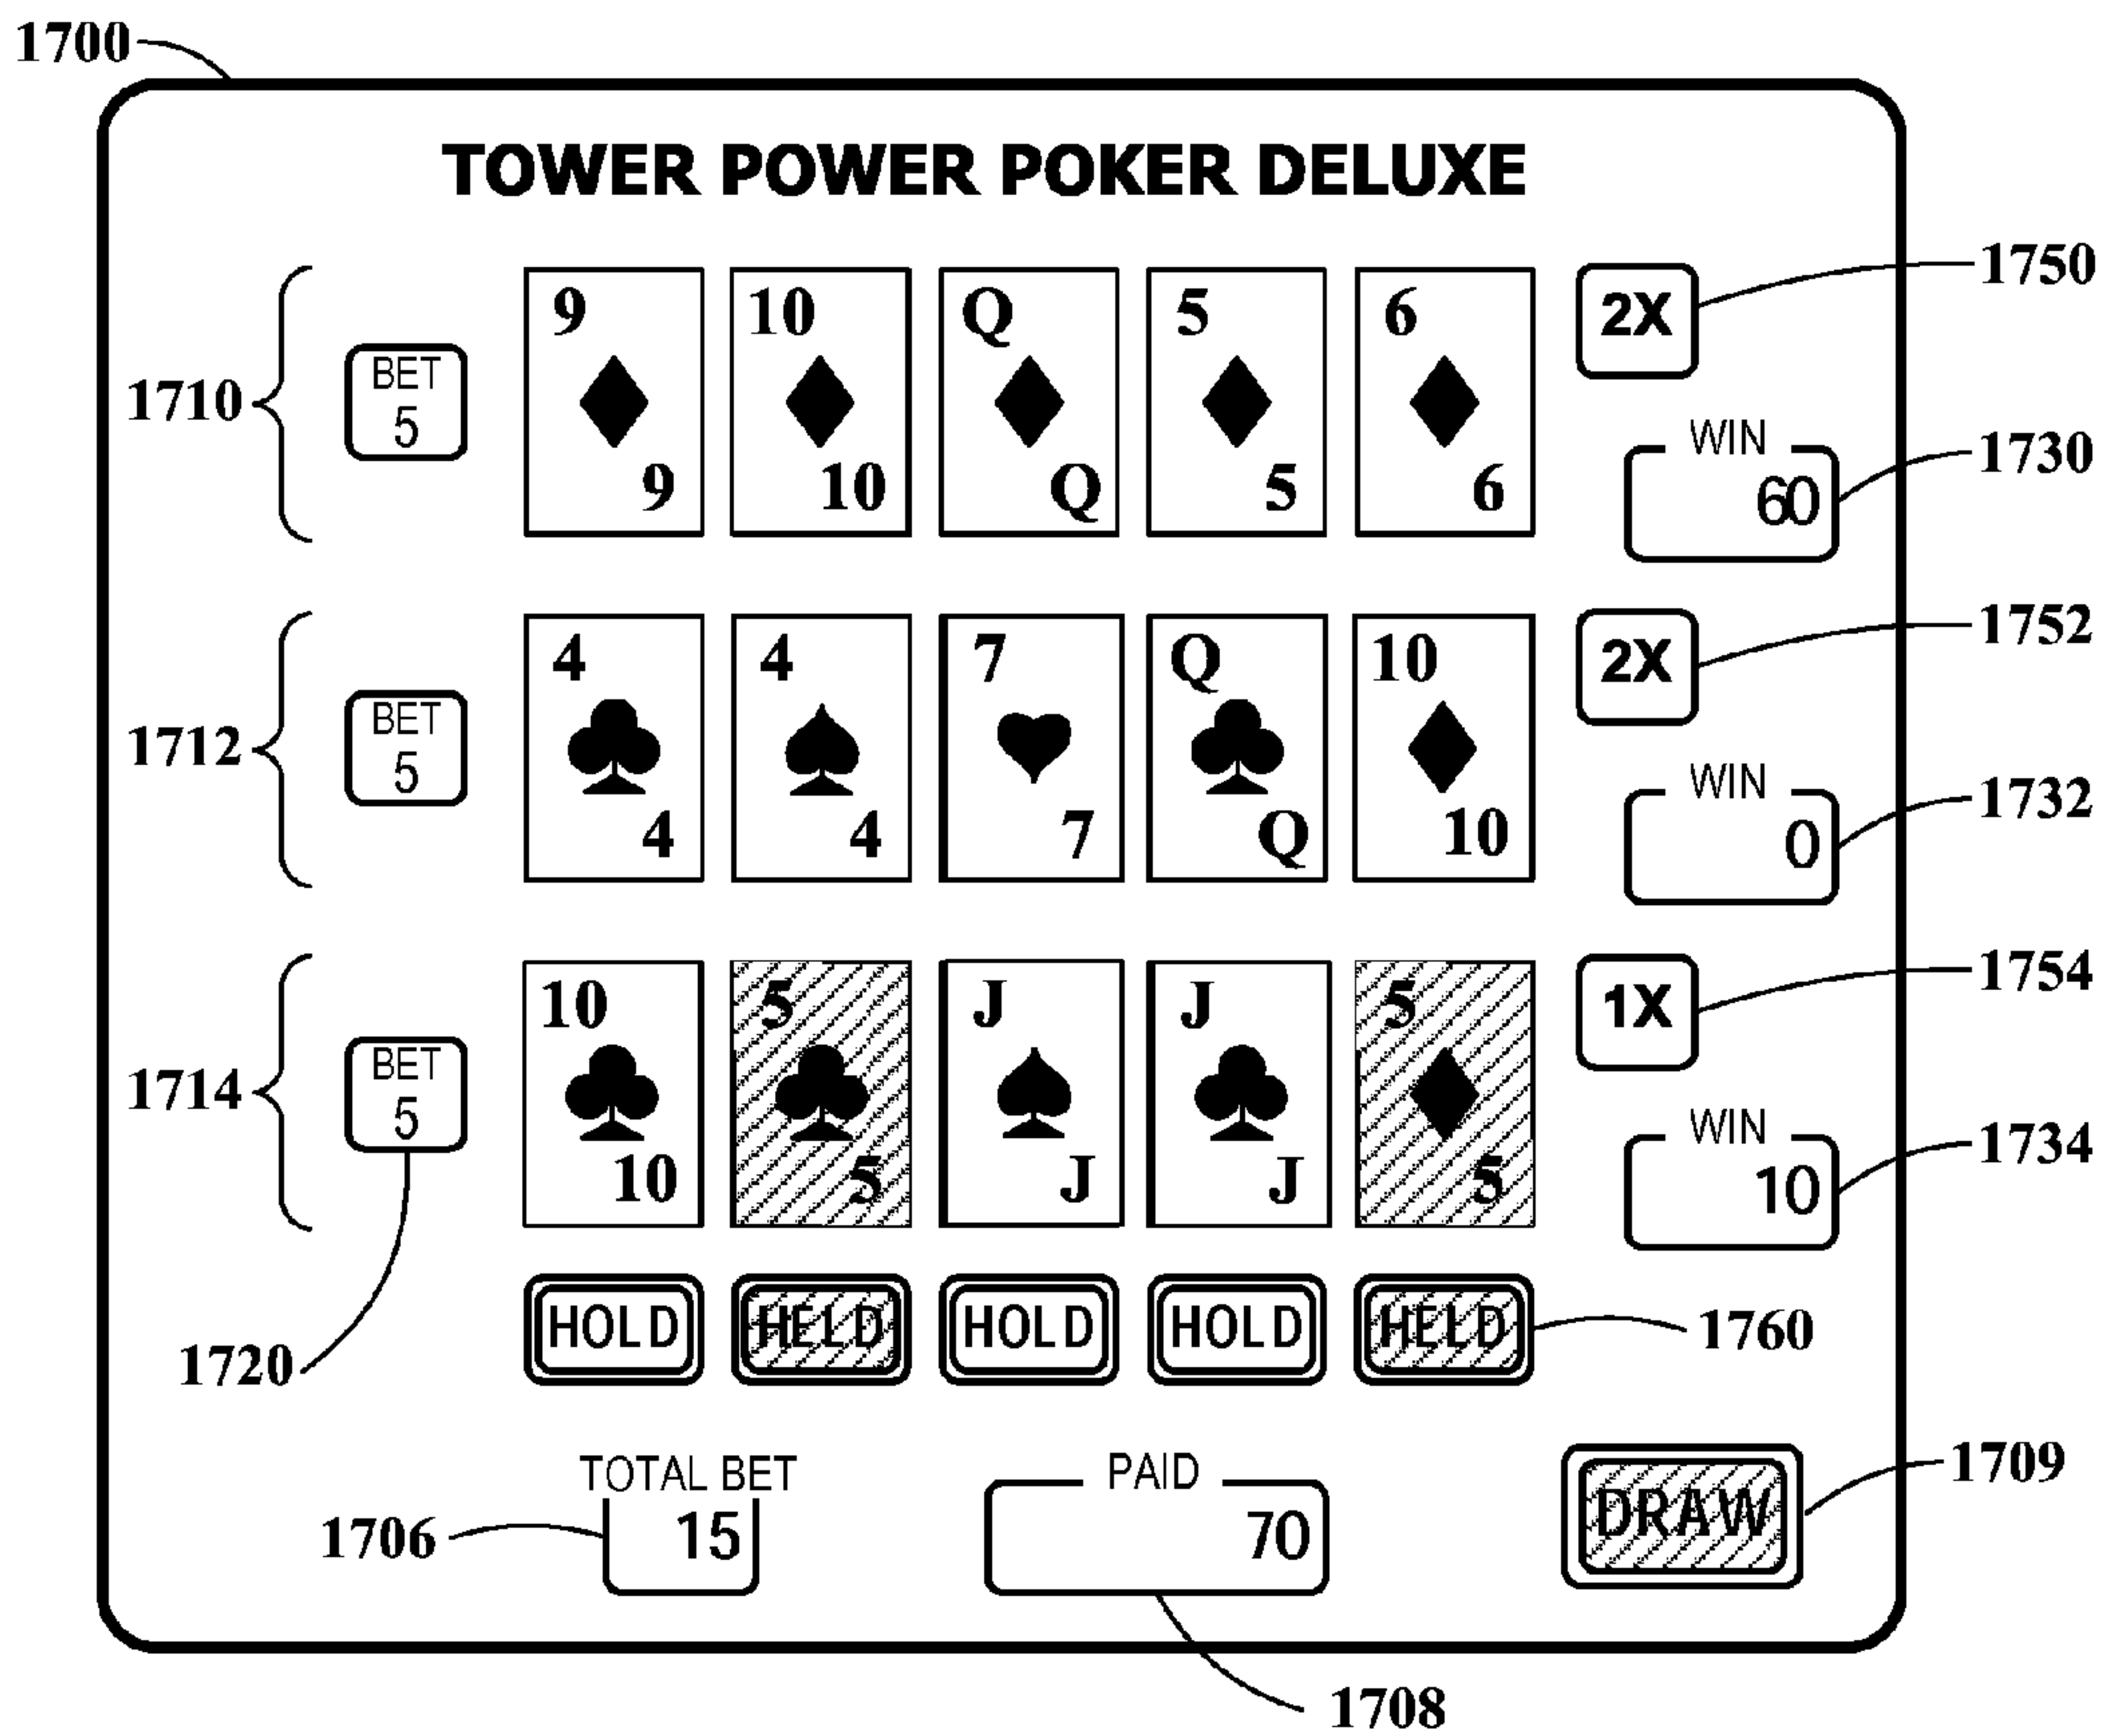 1700
TOWER POWER POKER DELUXE
1710
BET
5
9
9
10
10
Q
Q
5
5
6
6
2X
1750
WIN
60
1730
1712
BET
5
4
4
4
4
7
7
Q
Q
10
10
2X
1752
WIN
0
1732
1714
BET
5
10
10
5
5
J
J
J
J
5
5
1X
1754
WIN
10
1734
1720
HOLD HELD HOLD HOLD HELD
1760
TOTAL BET
15
1706
PAID
70
1708
DRAW
1709